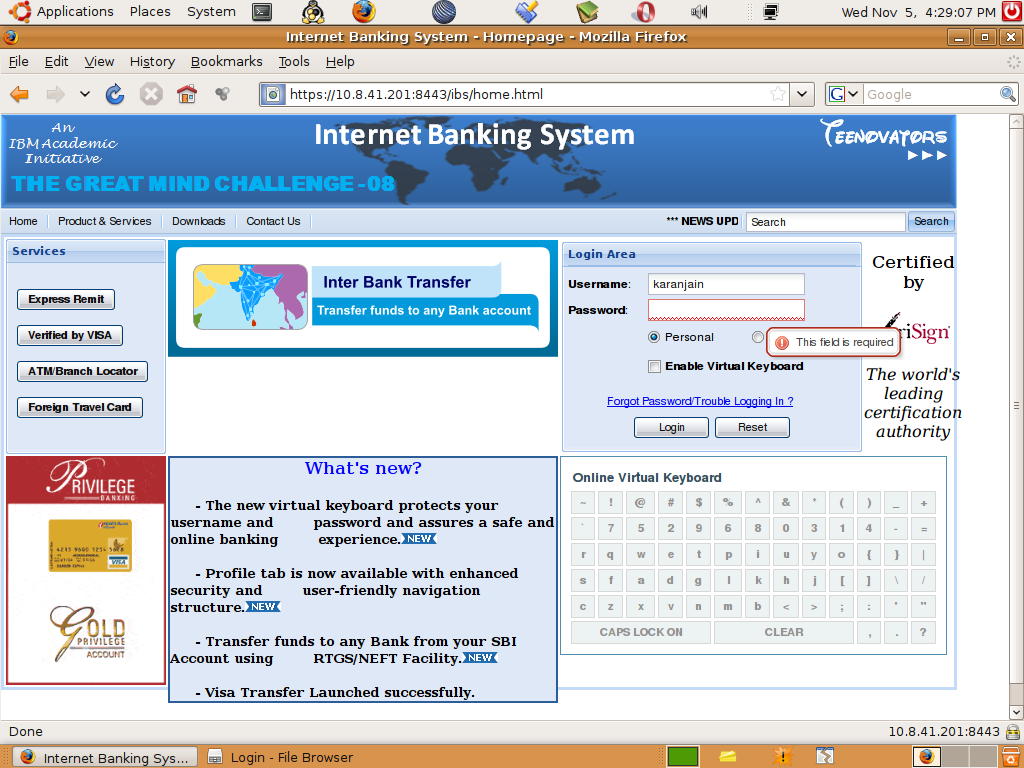 Applications Places System
Wed Nov 5, 4:29:07 PM
Internet Banking System - Homepage - Mozilla Firefox
File Edit View History Bookmarks Tools Help
https://10.8.41.201:8443/ibs/home.html
G Google
An
IBM Academic
Initiative
Internet Banking System
TEENOVATORS
THE GREAT MIND CHALLENGE -08
Home Product & Services Downloads Contact Us
*** NEWS UPD
Search Search
Services
Express Remit
Verified by VISA
ATM/Branch Locator
Foreign Travel Card
Inter Bank Transfer
Transfer funds to any Bank account
Login Area
Username: karanjain
Password:
Personal
This field is required
Enable Virtual Keyboard
Forgot Password/Trouble Logging In ?
Login Reset
Certified
by
riSign
The world's
leading
certification
authority
PRIVILEGE
BANKING
VISA
GOLD
PRIVILEGE
ACCOUNT
What's new?
- The new virtual keyboard protects your
username and password and assures a safe and
online banking experience. NEW
- Profile tab is now available with enhanced
security and user-friendly navigation
structure. NEW
- Transfer funds to any Bank from your SBI
Account using RTGS/NEFT Facility. NEW
- Visa Transfer Launched successfully.
Online Virtual Keyboard
~ ! @ # $ % ^ & * ( ) _ +
` 7 5 2 9 6 8 0 3 1 4 - =
r q w e t p i u y o { } |
s f a d g l k h j [ ] \ /
c z x v n m b < > ; : ' "
CAPS LOCK ON CLEAR , . ?
Done
10.8.41.201:8443
Internet Banking Sys...
Login - File Browser